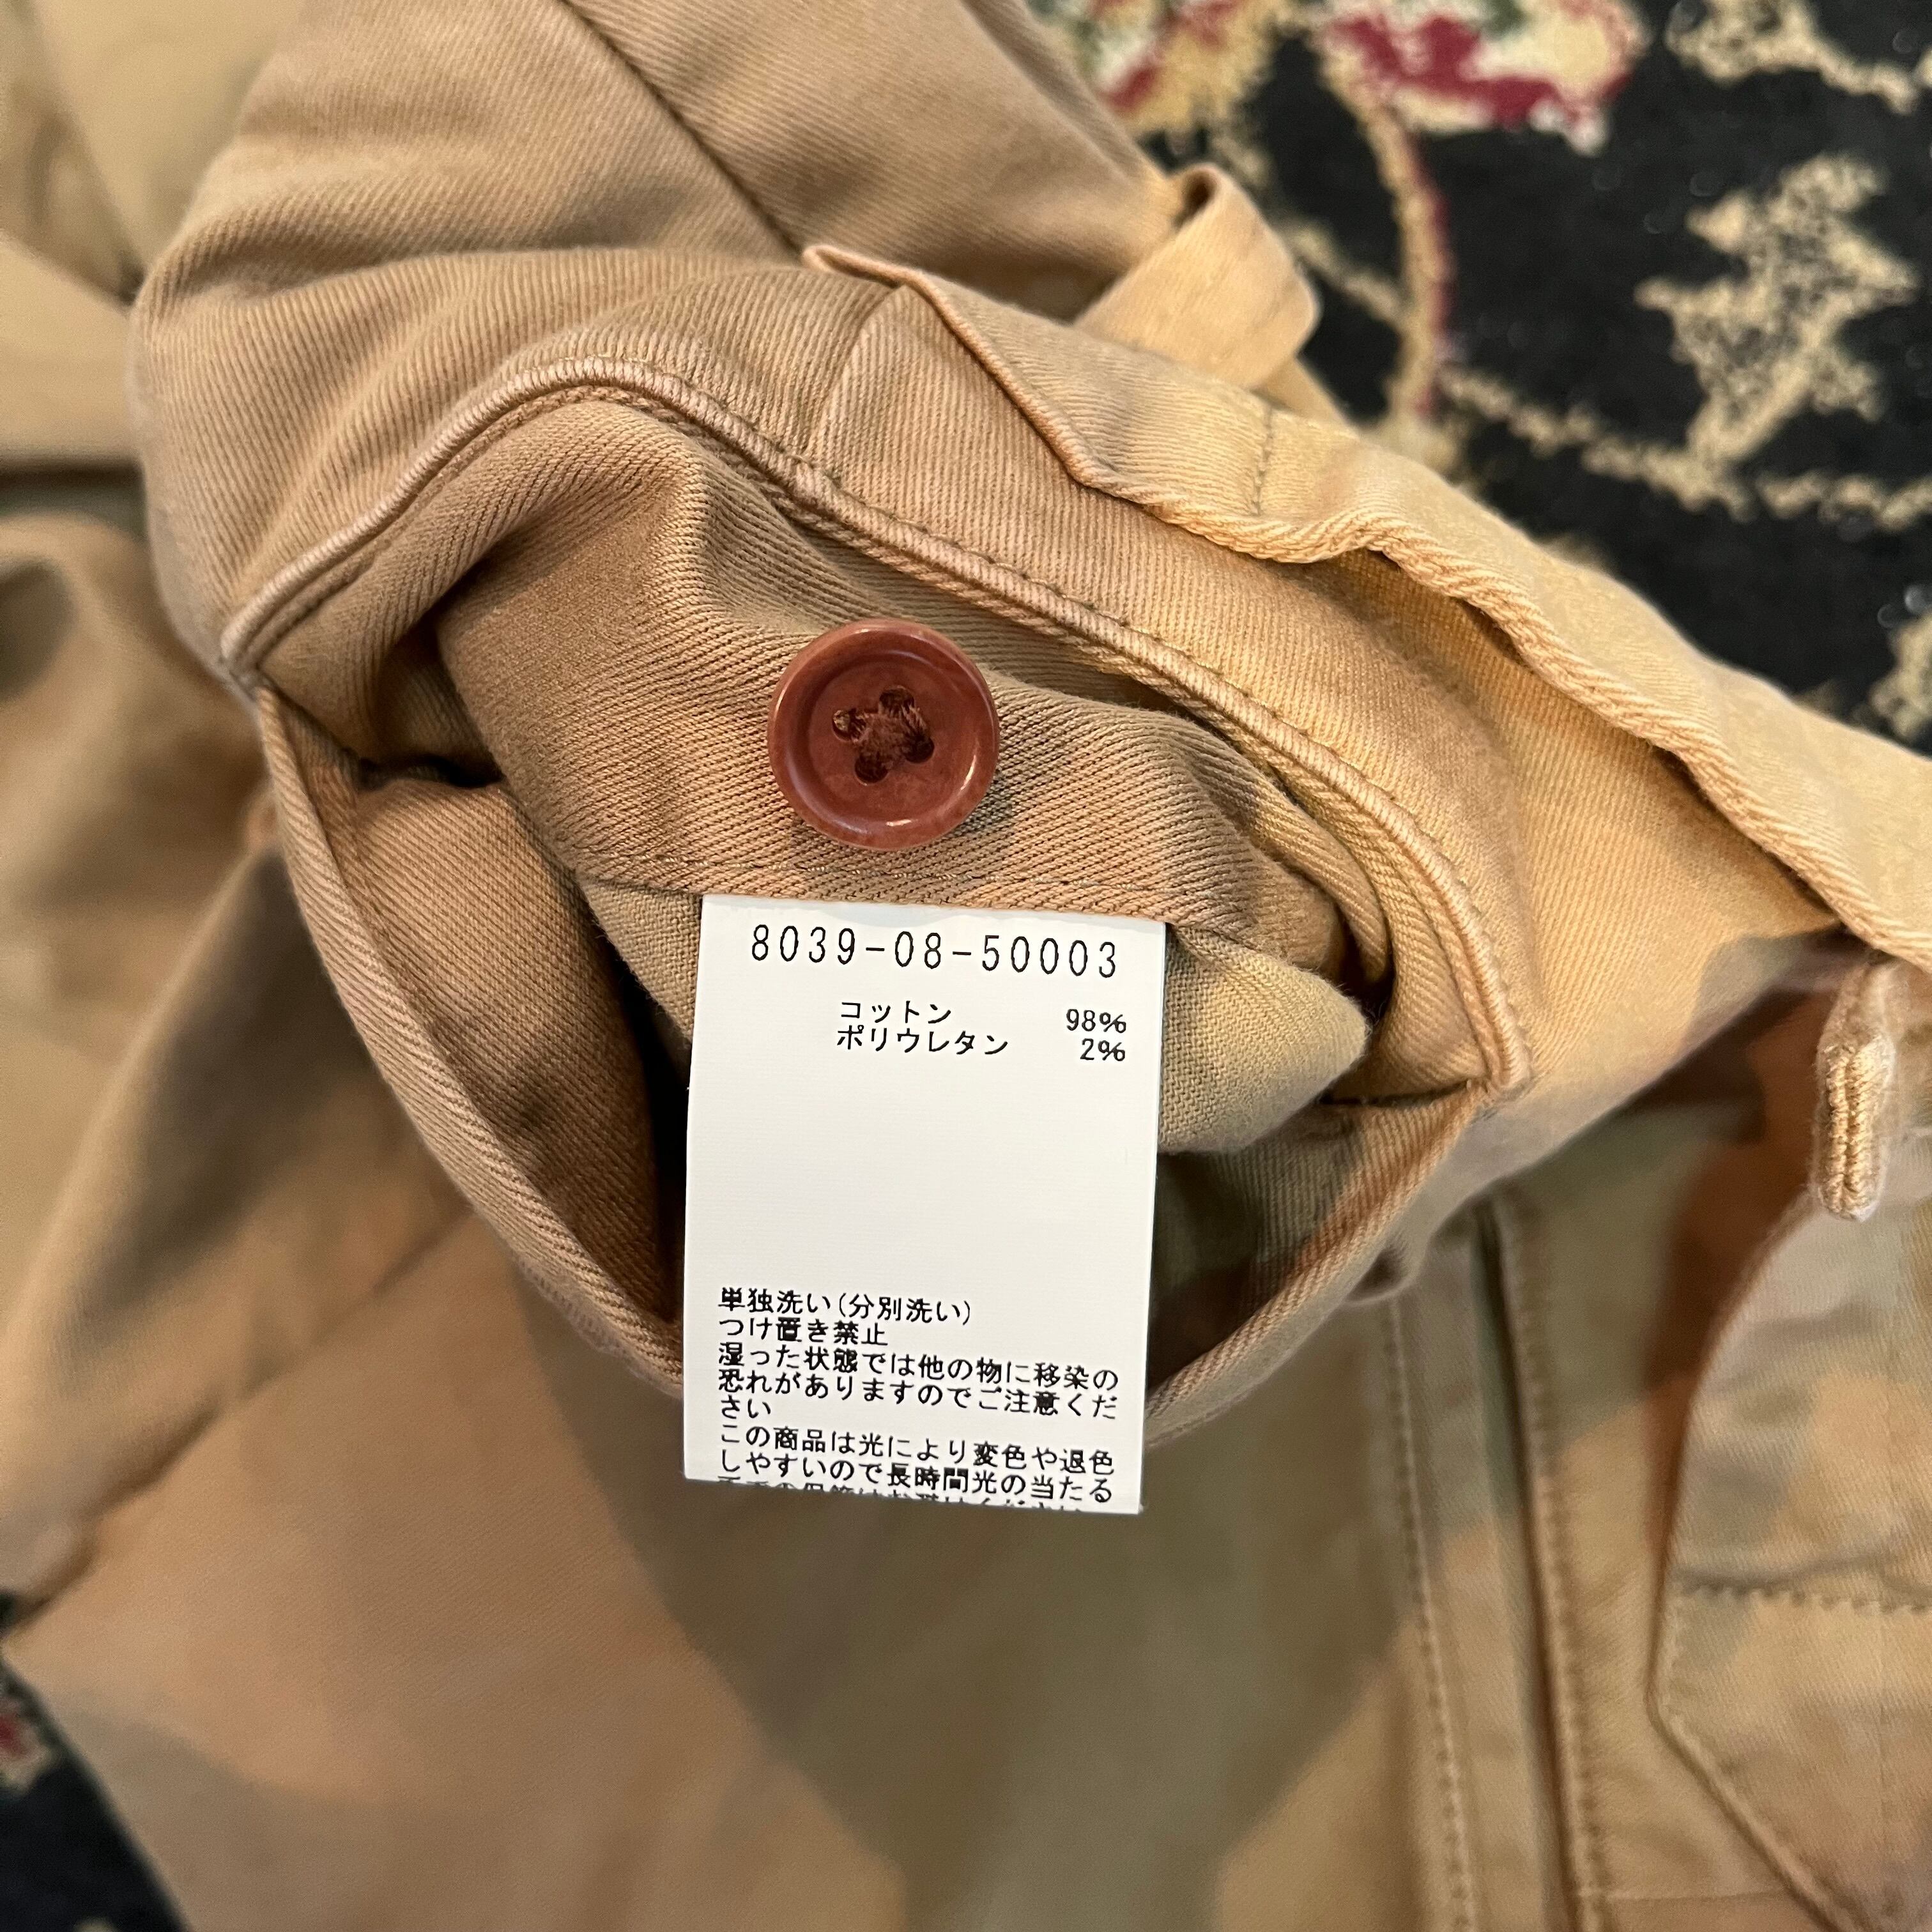 8039-08-50003
コットン 98%
ポリウレタン 2%
単独洗い(分別洗い)
つけ置き禁止
湿った状態では他の物に移染の
恐れがありますのでご注意くだ
さい
この商品は光により変色や退色
しやすいので長時間光の当たる